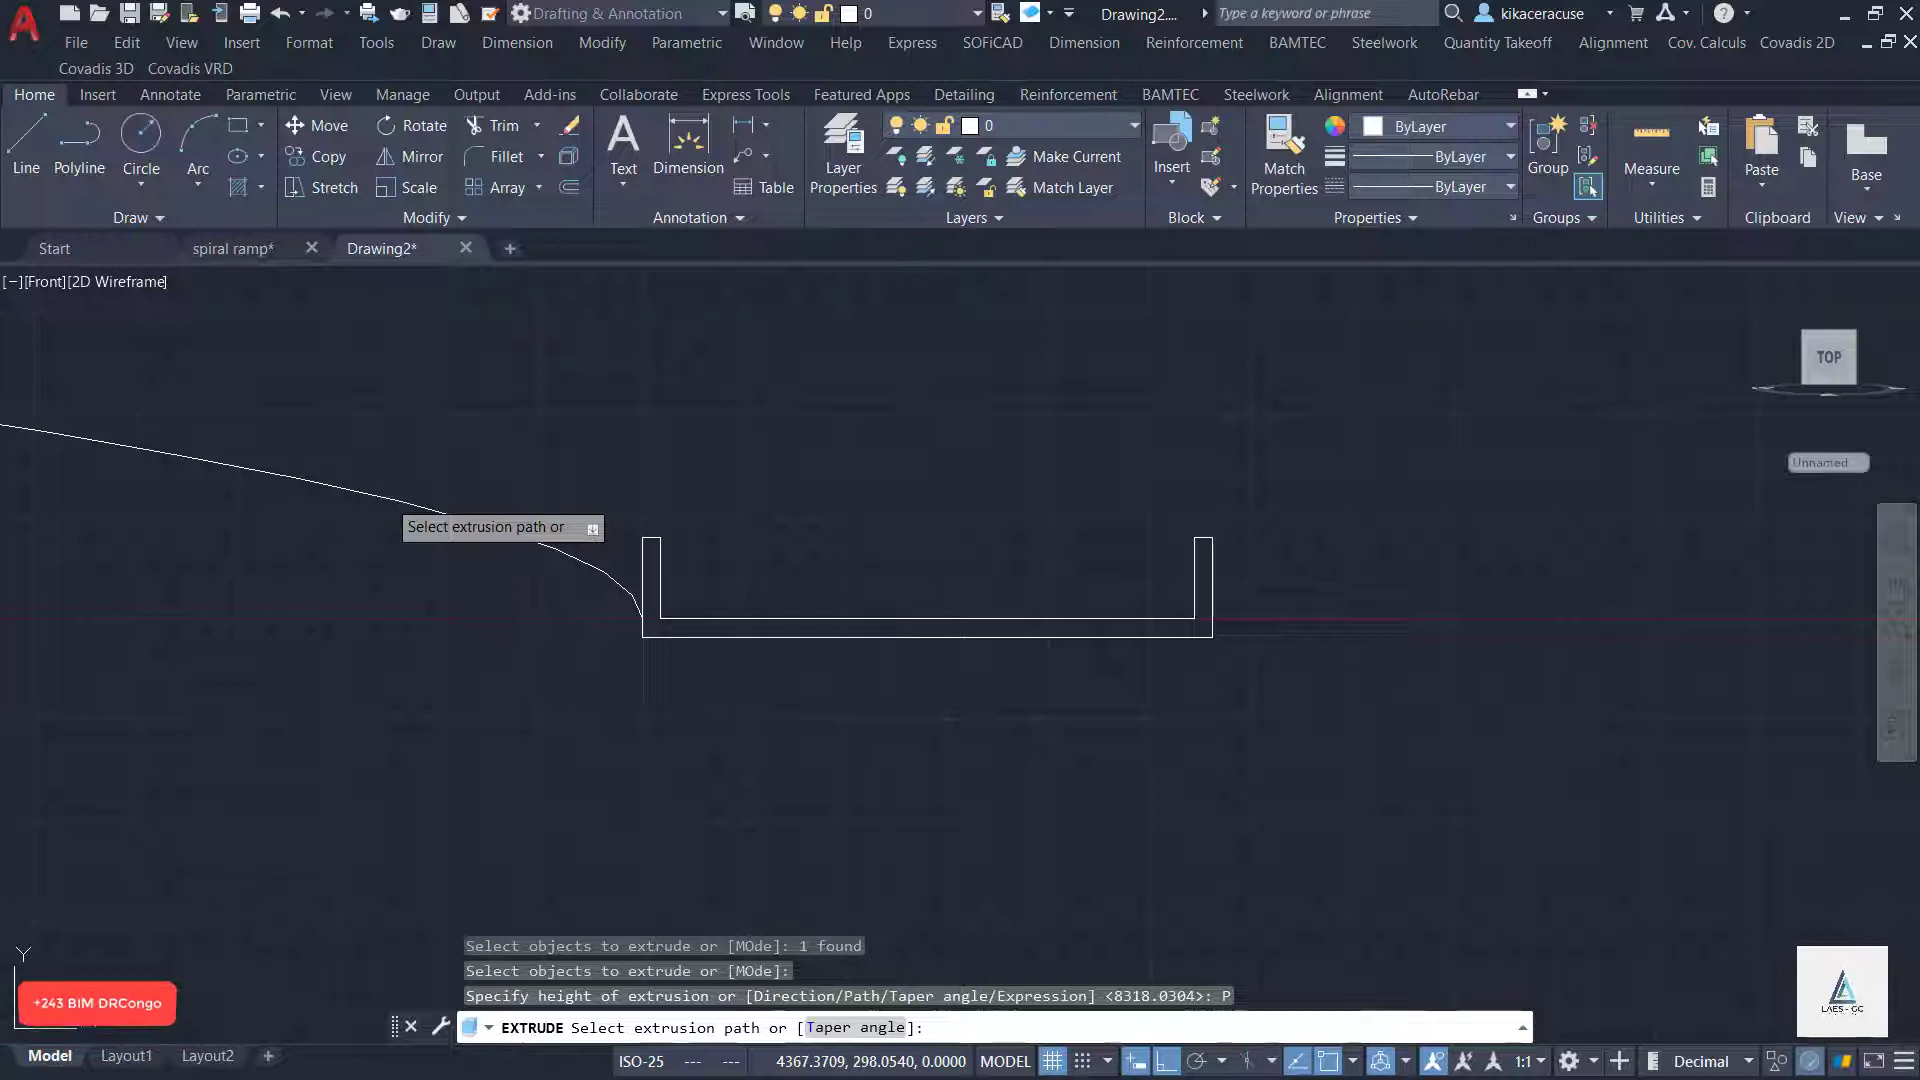 Drafting & Annotation
0
Drawing2....
Type a keyword or phrase
kikaceracuse
File Edit View Insert Format Tools Draw Dimension Modify Parametric Window Help Express SOFiCAD Dimension Reinforcement BAMTEC Steelwork Quantity Takeoff Alignment Cov. Calculs Covadis 2D
Covadis 3D Covadis VRD
Home Insert Annotate Parametric View Manage Output Add-ins Collaborate Express Tools Featured Apps Detailing Reinforcement BAMTEC Steelwork Alignment AutoRebar
Line Polyline Circle Arc
Move Rotate Trim
Copy Mirror Fillet
Stretch Scale Array
Text Dimension Table
Layer
Properties
0
Make Current
Match Layer
Insert
Match
Properties
ByLayer
ByLayer
ByLayer
Group
Measure
Paste
Base
Draw Modify Annotation Layers Block Properties Groups Utilities Clipboard View
Start spiral ramp* Drawing2*
[−][Front][2D Wireframe]
TOP
Unnamed
Select extrusion path or
Y
Select objects to extrude or [MOde]: 1 found
Select objects to extrude or [MOde]:
Specify height of extrusion or [Direction/Path/Taper angle/Expression] <8318.0304>: P
EXTRUDE Select extrusion path or [Taper angle]:
+243 BIM DRCongo
LAES - GC
Model Layout1 Layout2
ISO-25 --- --- 4367.3709, 298.0540, 0.0000 MODEL 1:1 Decimal